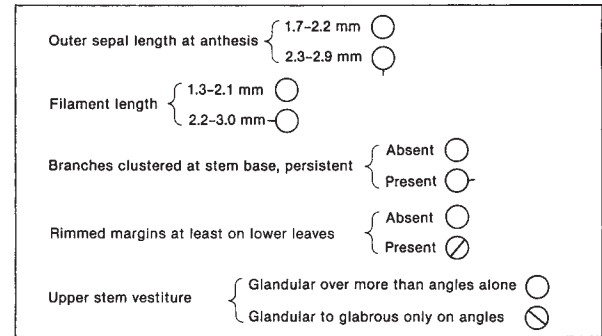 1.7–2.2 mm
Outer sepal length at anthesis
2.3–2.9 mm
1.3–2.1 mm
Filament length
2.2–3.0 mm
Absent
Branches clustered at stem base, persistent
Present
Absent
Rimmed margins at least on lower leaves
Present
Glandular over more than angles alone
Upper stem vestiture
Glandular to glabrous only on angles